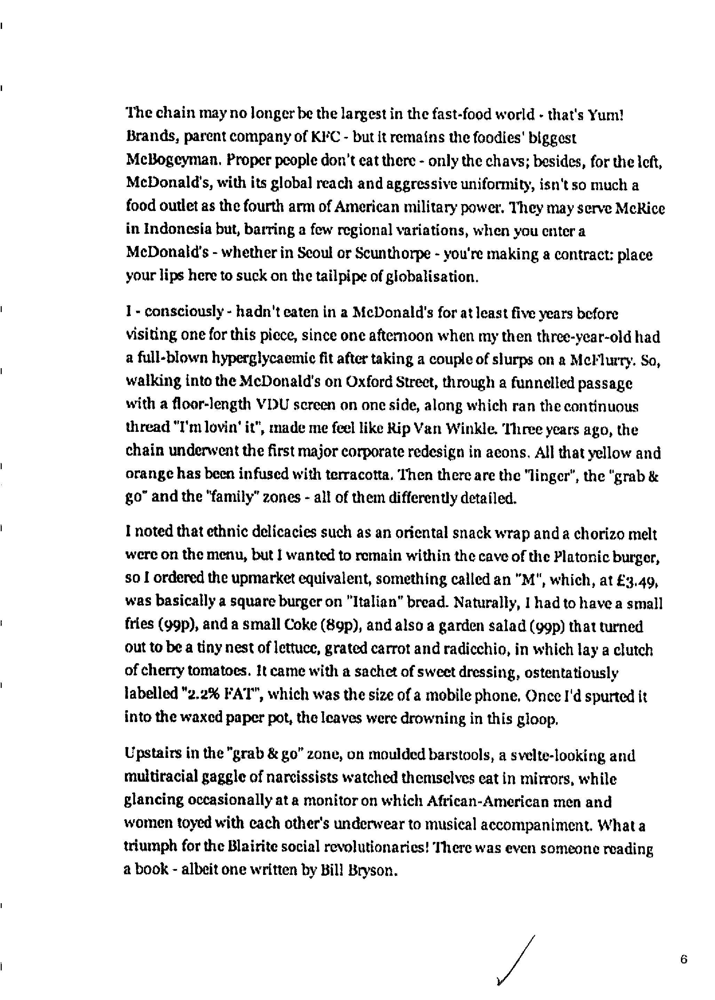 The chain may no longer be the largest in the fast-food world - that's Yum!
Brands, parent company of KFC - but it remains the foodies' biggest
McBogeyman. Proper people don't eat there - only the chavs; besides, for the left,
McDonald's, with its global reach and aggressive uniformity, isn't so much a
food outlet as the fourth arm of American military power. They may serve McRice
in Indonesia but, barring a few regional variations, when you enter a
McDonald's - whether in Seoul or Scunthorpe - you're making a contract: place
your lips here to suck on the tailpipe of globalisation.
I - consciously - hadn't eaten in a McDonald's for at least five years before
visiting one for this piece, since one afternoon when my then three-year-old had
a full-blown hyperglycaemic fit after taking a couple of slurps on a McFlurry. So,
walking into the McDonald's on Oxford Street, through a funnelled passage
with a floor-length VDU screen on one side, along which ran the continuous
thread "I'm lovin' it", made me feel like Rip Van Winkle. Three years ago, the
chain underwent the first major corporate redesign in aeons. All that yellow and
orange has been infused with terracotta. Then there are the "linger", the "grab &
go" and the "family" zones - all of them differently detailed.
I noted that ethnic delicacies such as an oriental snack wrap and a chorizo melt
were on the menu, but I wanted to remain within the cave of the Platonic burger,
so I ordered the upmarket equivalent, something called an "M", which, at £3.49,
was basically a square burger on "Italian" bread. Naturally, I had to have a small
fries (99p), and a small Coke (89p), and also a garden salad (99p) that turned
out to be a tiny nest of lettuce, grated carrot and radicchio, in which lay a clutch
of cherry tomatoes. It came with a sachet of sweet dressing, ostentatiously
labelled "2.2% FAT", which was the size of a mobile phone. Once I'd spurted it
into the waxed paper pot, the leaves were drowning in this gloop.
Upstairs in the "grab & go" zone, on moulded barstools, a svelte-looking and
multiracial gaggle of narcissists watched themselves eat in mirrors, while
glancing occasionally at a monitor on which African-American men and
women toyed with each other's underwear to musical accompaniment. What a
triumph for the Blairite social revolutionaries! There was even someone reading
a book - albeit one written by Bill Bryson.
6